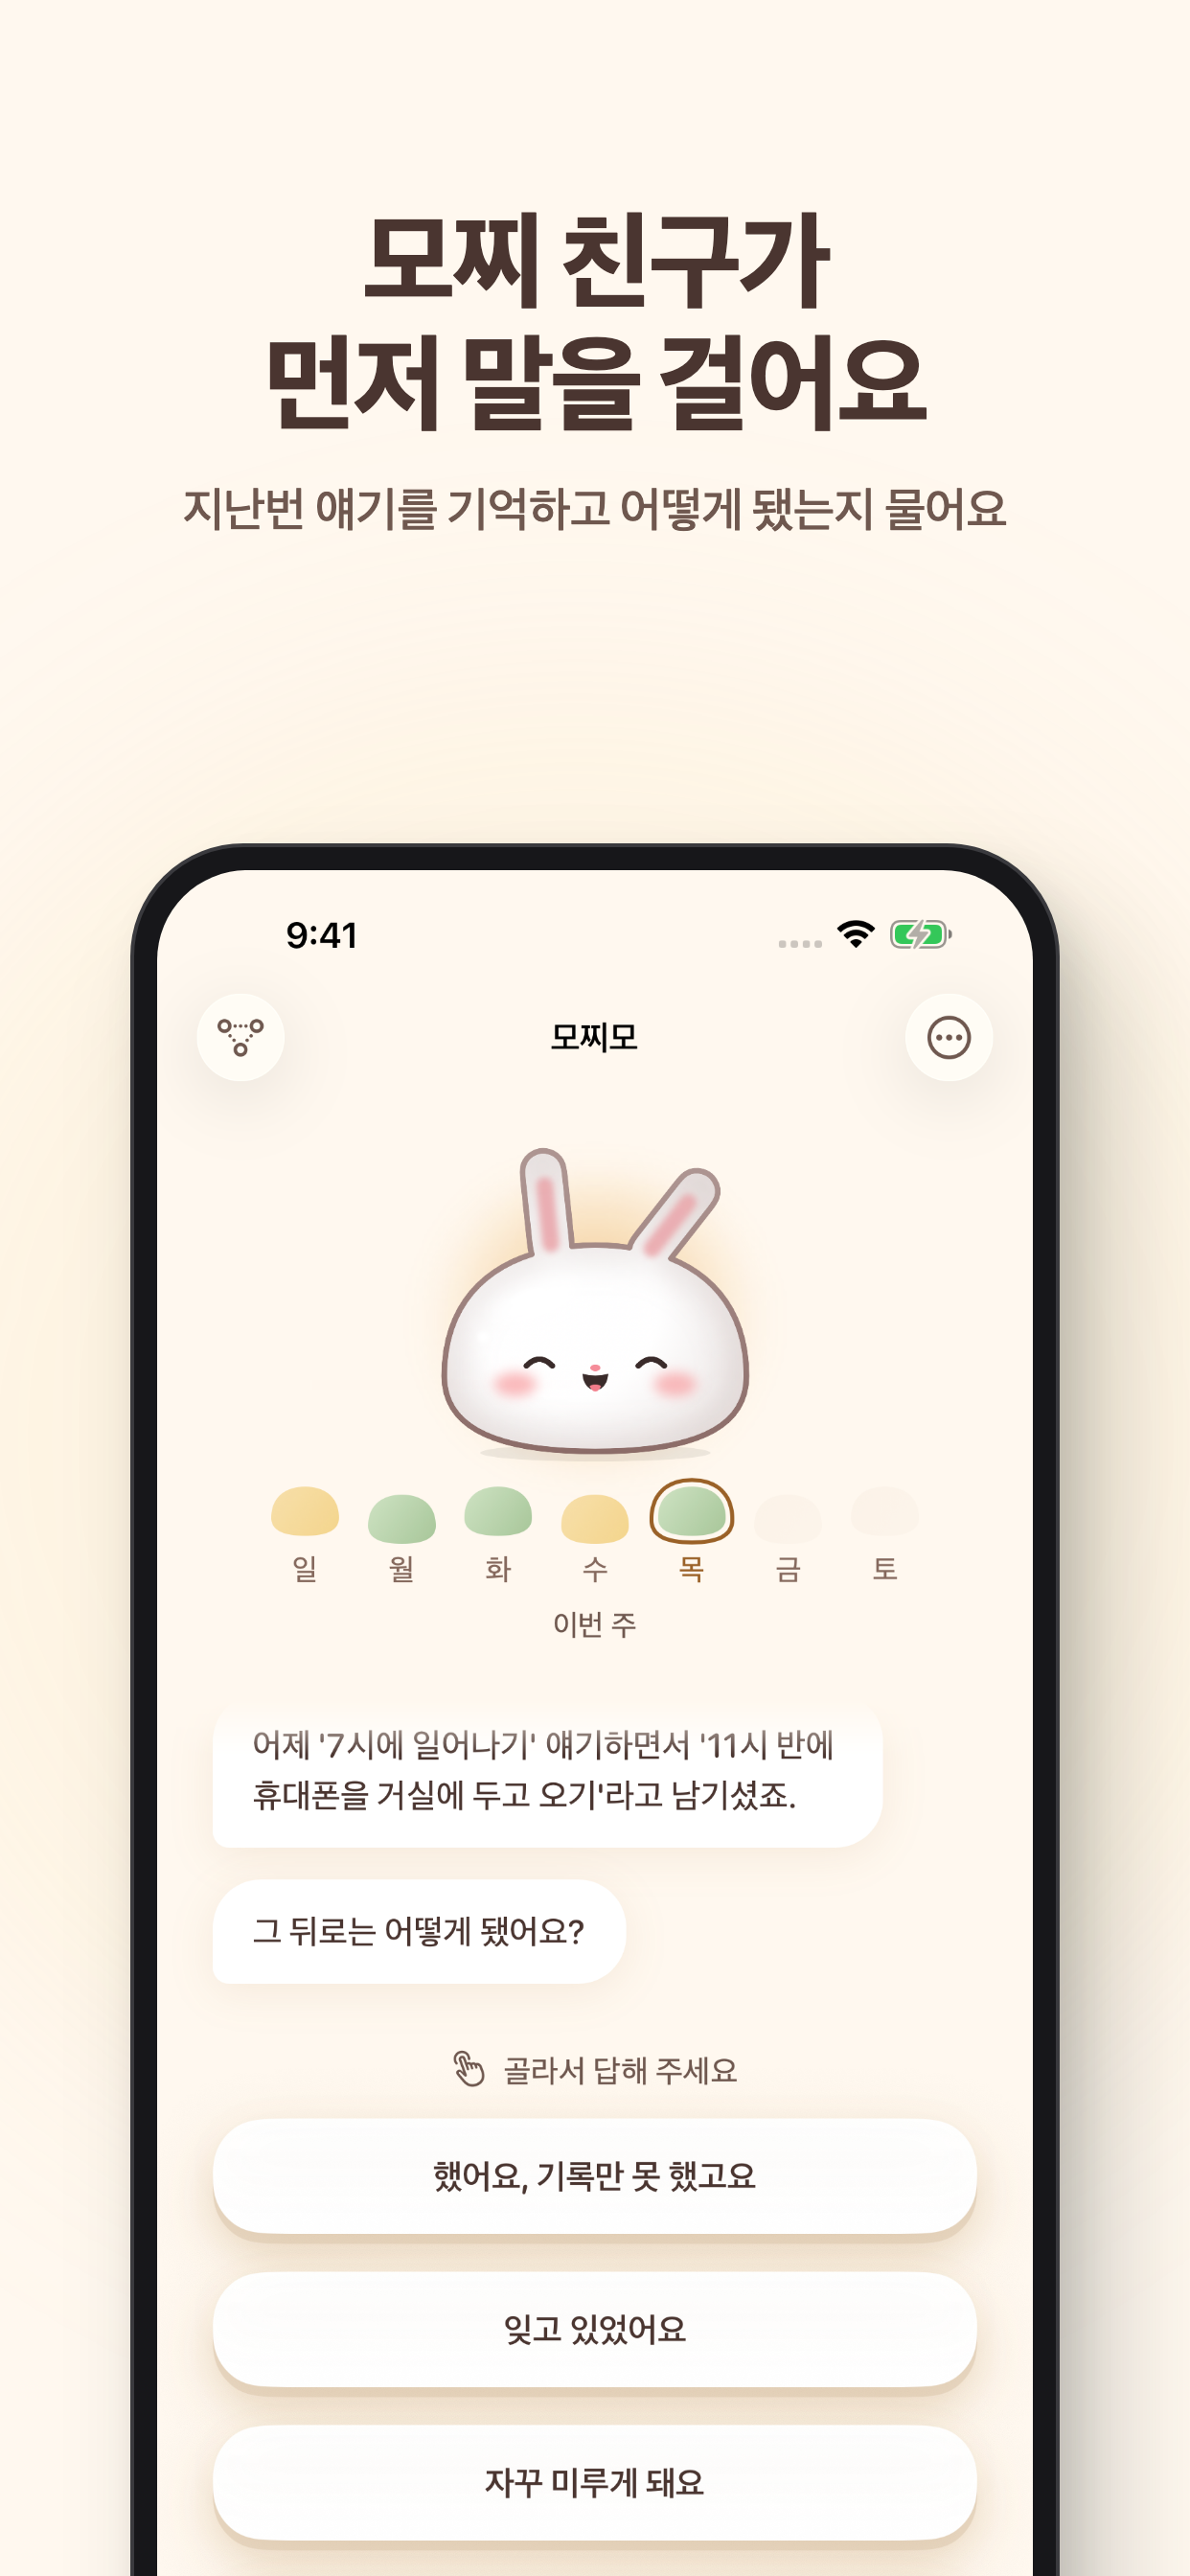 모찌 친구가
먼저 말을 걸어요
지난번 얘기를 기억하고 어떻게 됐는지 물어요
9:41
모찌모
일 월 화 수 목 금 토
이번 주
어제 '7시에 일어나기' 얘기하면서 '11시 반에
휴대폰을 거실에 두고 오기'라고 남기셨죠.
그 뒤로는 어떻게 됐어요?
골라서 답해 주세요
했어요, 기록만 못 했고요
잊고 있었어요
자꾸 미루게 돼요